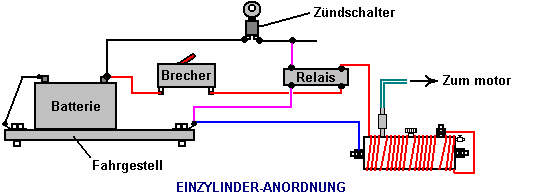 Zündschalter
Brecher
Relais
Zum motor
Batterie
Fahrgestell
EINZYLINDER-ANORDNUNG